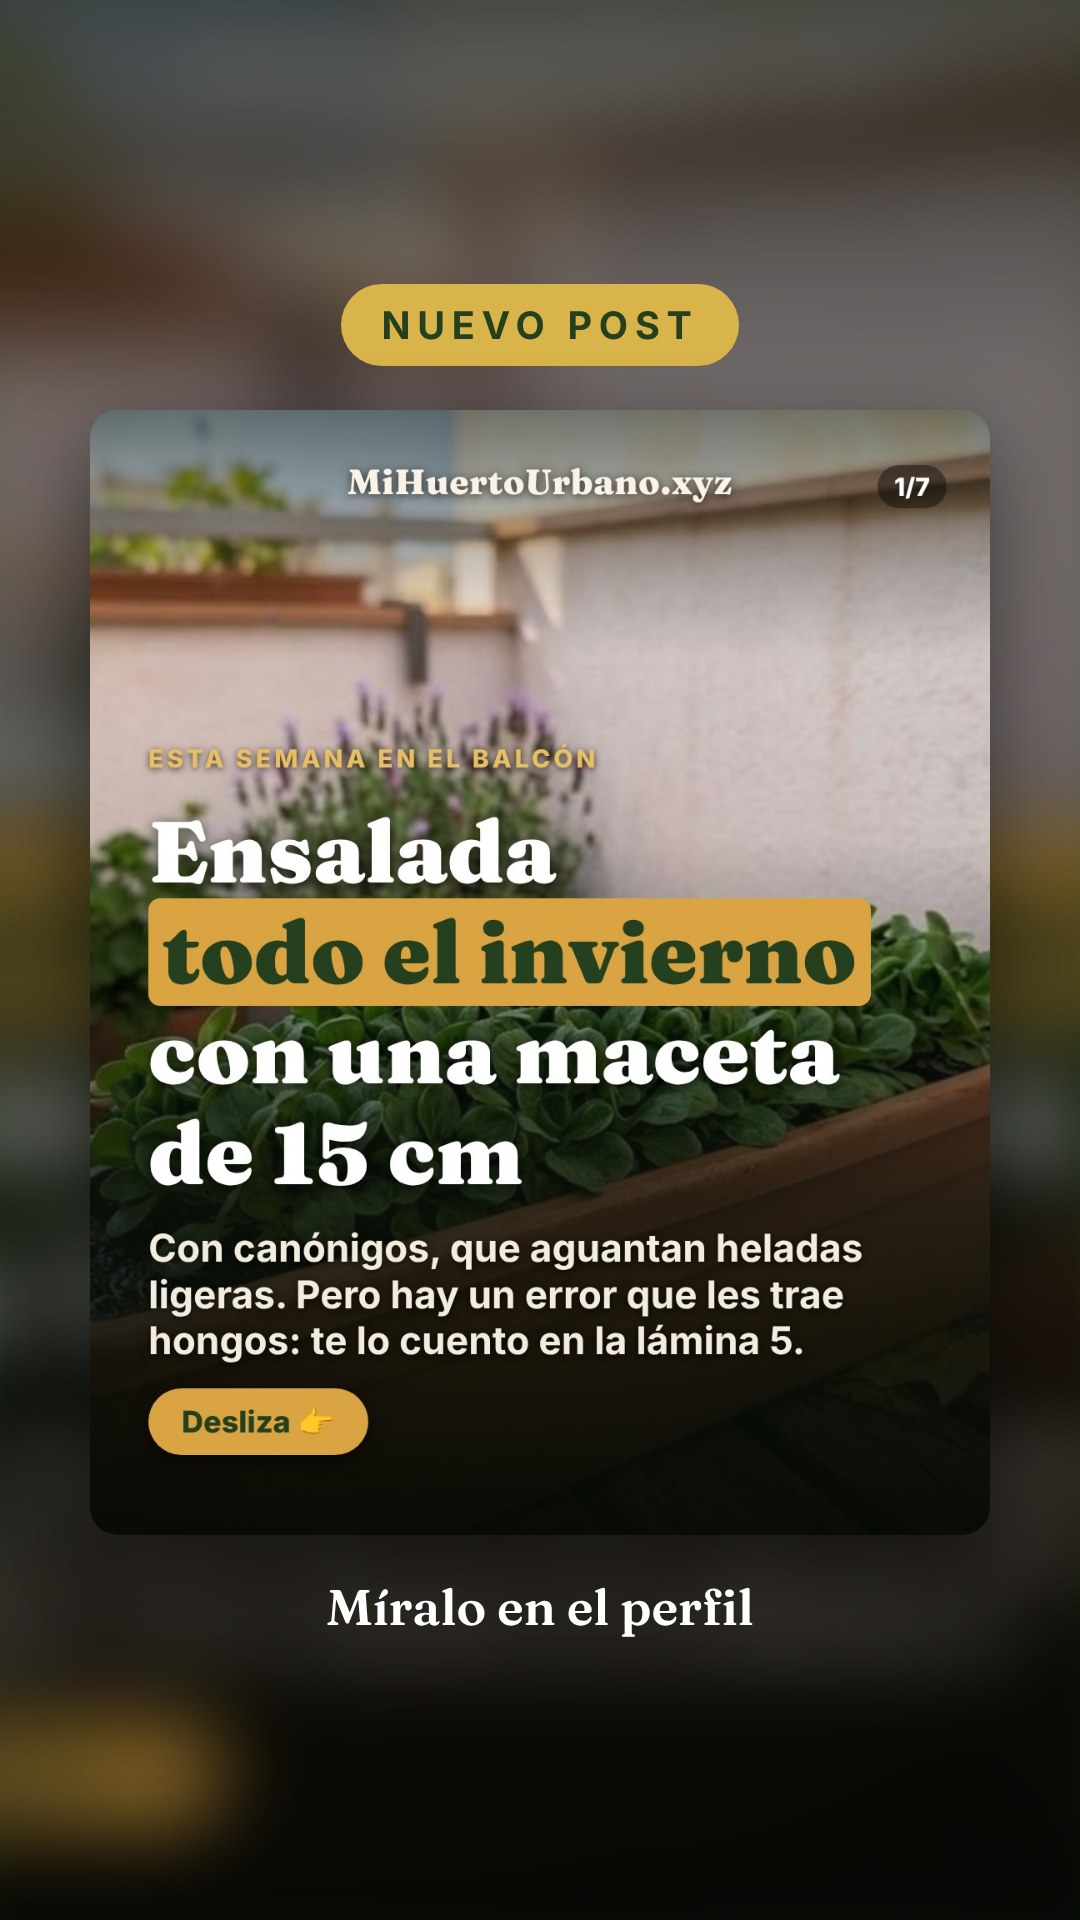 NUEVO POST
MiHuertoUrbano.xyz
1/7
ESTA SEMANA EN EL BALCÓN
Ensalada
todo el invierno
con una maceta
de 15 cm
Con canónigos, que aguantan heladas
ligeras. Pero hay un error que les trae
hongos: te lo cuento en la lámina 5.
Desliza 👉
Míralo en el perfil